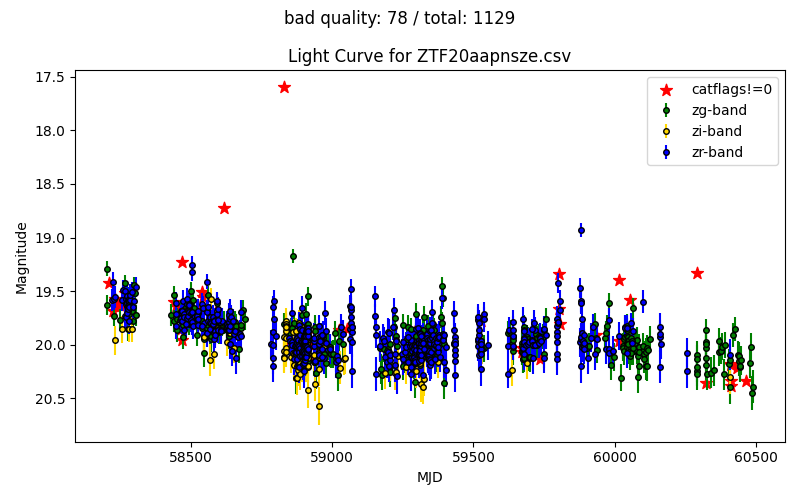 bad quality: 78 / total: 1129
Light Curve for ZTF20aapnsze.csv
catflags!=0
zg-band
zi-band
zr-band
Magnitude
17.5
18.0
18.5
19.0
19.5
20.0
20.5
58500 59000 59500 60000 60500
MJD